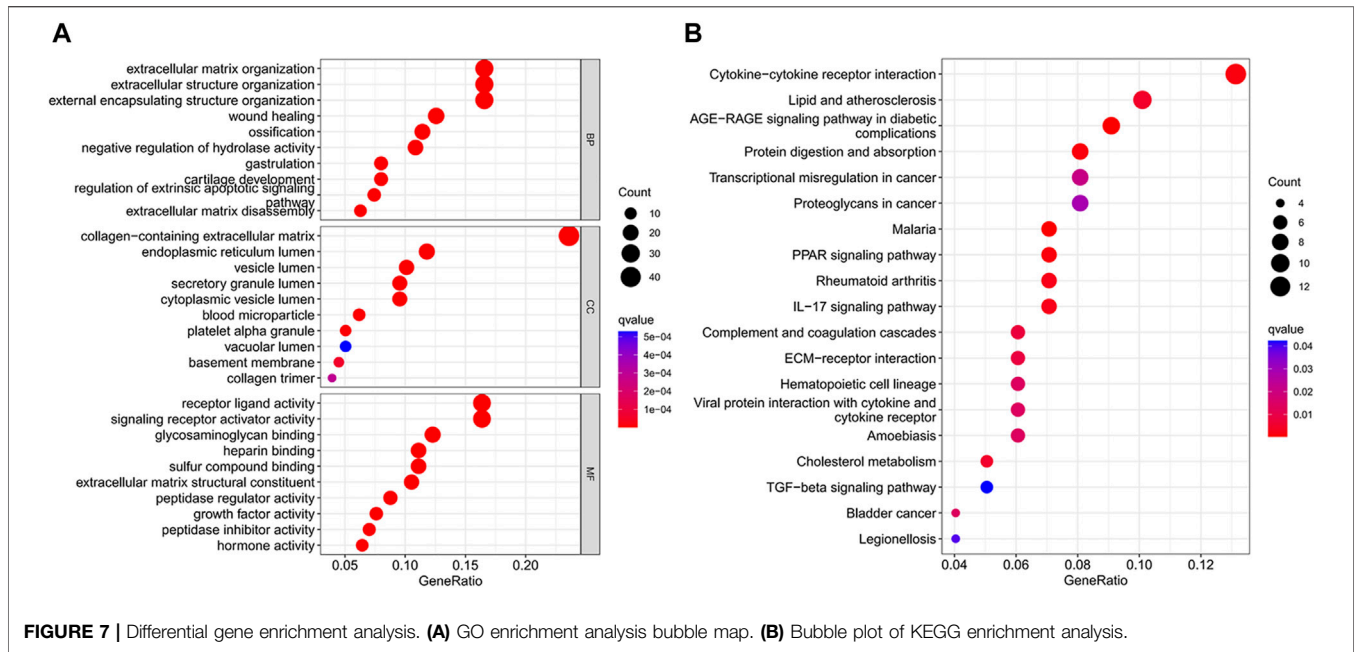 A
extracellular matrix organization
extracellular structure organization
external encapsulating structure organization
wound healing
ossification
negative regulation of hydrolase activity
gastrulation
cartilage development
regulation of extrinsic apoptotic signaling
pathway
extracellular matrix disassembly
BP
collagen−containing extracellular matrix
endoplasmic reticulum lumen
vesicle lumen
secretory granule lumen
cytoplasmic vesicle lumen
blood microparticle
platelet alpha granule
vacuolar lumen
basement membrane
collagen trimer
CC
receptor ligand activity
signaling receptor activator activity
glycosaminoglycan binding
heparin binding
sulfur compound binding
extracellular matrix structural constituent
peptidase regulator activity
growth factor activity
peptidase inhibitor activity
hormone activity
MF
0.05 0.10 0.15 0.20
GeneRatio
Count
10
20
30
40
qvalue
5e−04
4e−04
3e−04
2e−04
1e−04
B
Cytokine−cytokine receptor interaction
Lipid and atherosclerosis
AGE−RAGE signaling pathway in diabetic
complications
Protein digestion and absorption
Transcriptional misregulation in cancer
Proteoglycans in cancer
Malaria
PPAR signaling pathway
Rheumatoid arthritis
IL−17 signaling pathway
Complement and coagulation cascades
ECM−receptor interaction
Hematopoietic cell lineage
Viral protein interaction with cytokine and
cytokine receptor
Amoebiasis
Cholesterol metabolism
TGF−beta signaling pathway
Bladder cancer
Legionellosis
0.04 0.06 0.08 0.10 0.12
GeneRatio
Count
4
6
8
10
12
qvalue
0.04
0.03
0.02
0.01
FIGURE 7 | Differential gene enrichment analysis. (A) GO enrichment analysis bubble map. (B) Bubble plot of KEGG enrichment analysis.